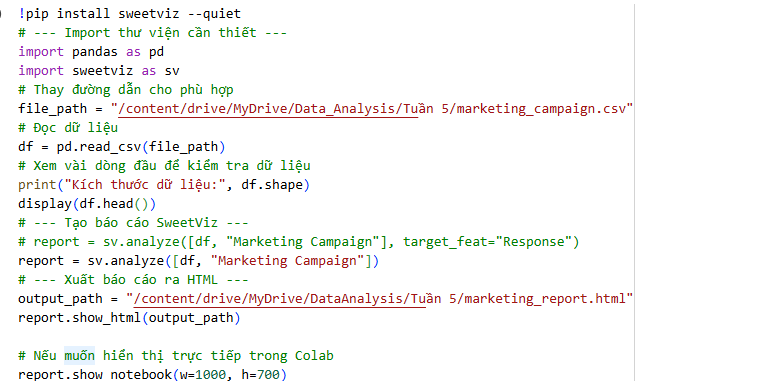 !pip install sweetviz --quiet
# --- Import thư viện cần thiết ---
import pandas as pd
import sweetviz as sv
# Thay đường dẫn cho phù hợp
file_path = "/content/drive/MyDrive/Data_Analysis/Tuần 5/marketing_campaign.csv"
# Đọc dữ liệu
df = pd.read_csv(file_path)
# Xem vài dòng đầu để kiểm tra dữ liệu
print("Kích thước dữ liệu:", df.shape)
display(df.head())
# --- Tạo báo cáo SweetViz ---
# report = sv.analyze([df, "Marketing Campaign"], target_feat="Response")
report = sv.analyze([df, "Marketing Campaign"])
# --- Xuất báo cáo ra HTML ---
output_path = "/content/drive/MyDrive/DataAnalysis/Tuần 5/marketing_report.html"
report.show_html(output_path)
# Nếu muốn hiển thị trực tiếp trong Colab
report.show_notebook(w=1000, h=700)